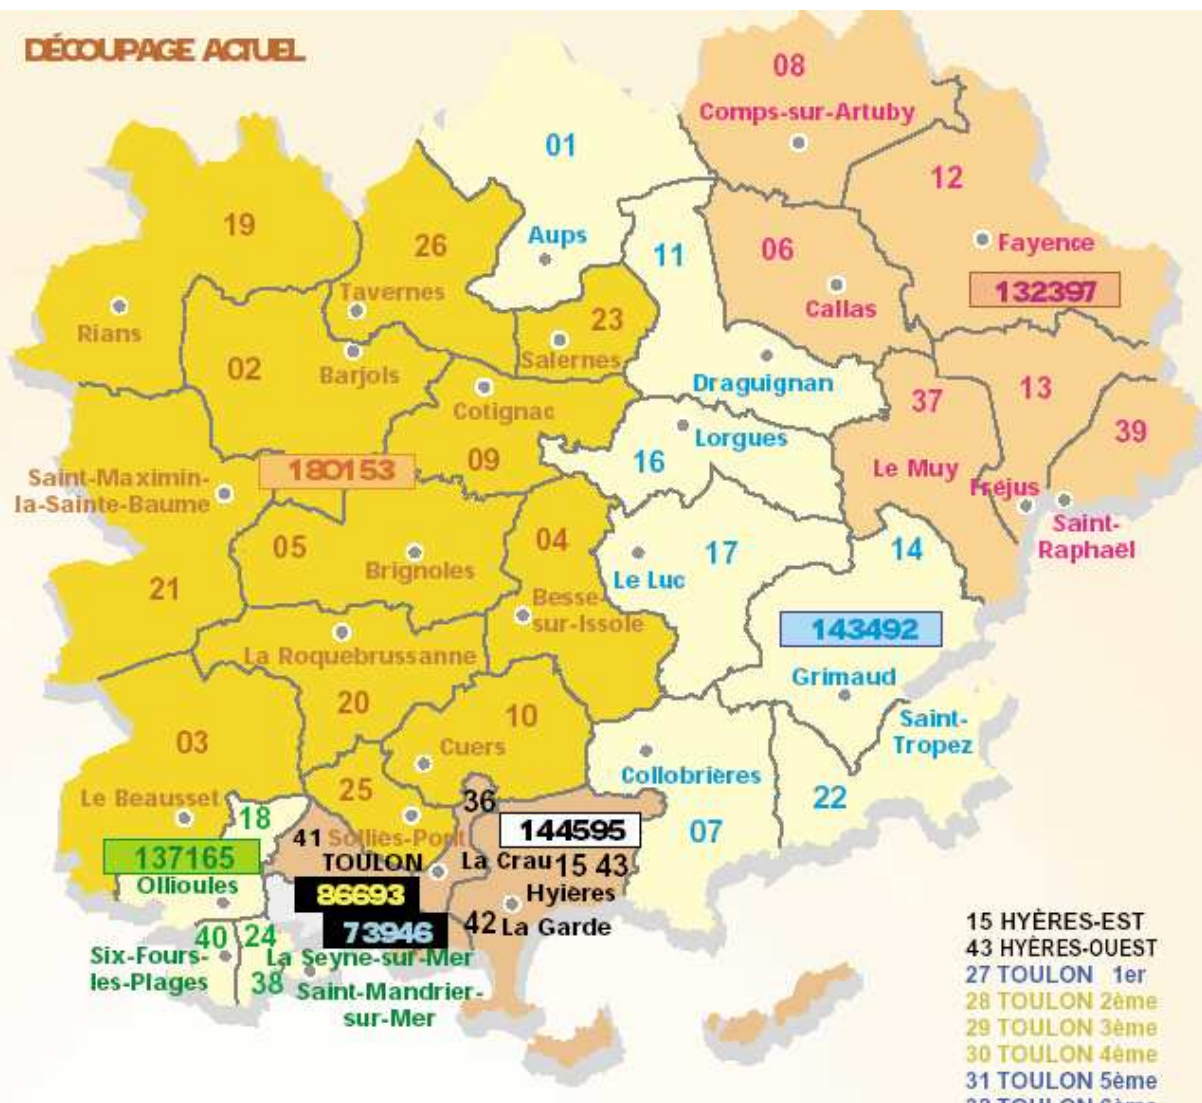 DÉCOUPAGE ACTUEL
08
Comps-sur-Artuby
01
12
19
26
Aups
11
06
Fayence
132397
Tavernes
Callas
Rians
23
Salernes
02
Barjols
Draguignan
13
Cotignac
37
39
Lorgues
16
09
Le Muy
180153
Saint-Maximin-
la-Sainte-Baume
Fréjus
Saint-
Raphaël
05
04
17
14
Brignoles
Le Luc
21
Besse-
sur-Issole
143492
La Roquebrussanne
Grimaud
20
10
Saint-
Tropez
03
Cuers
Collobrières
Le Beausset
25
36
22
18
41
Solliès-Pont
144595
07
137165
TOULON
La Crau
15 43
Ollioules
86693
Hyières
73946
42
La Garde
40
24
Six-Fours-
les-Plages
La Seyne-sur-Mer
38
Saint-Mandrier-
sur-Mer
15 HYÈRES-EST
43 HYÈRES-OUEST
27 TOULON 1er
28 TOULON 2ème
29 TOULON 3ème
30 TOULON 4ème
31 TOULON 5ème